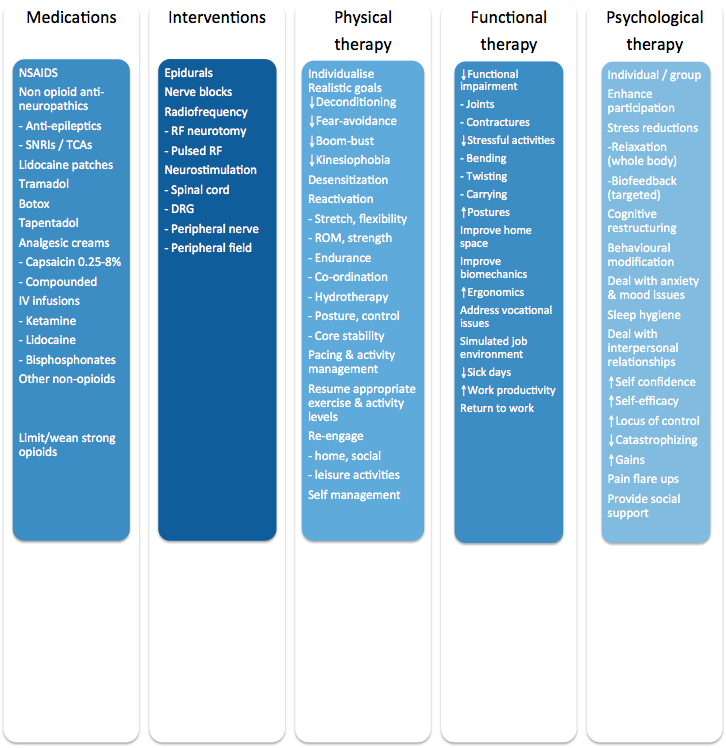 Medications
NSAIDS
Non opioid anti-
neuropathics
- Anti-epileptics
- SNRIs / TCAs
Lidocaine patches
Tramadol
Botox
Tapentadol
Analgesic creams
- Capsaicin 0.25-8%
- Compounded
IV infusions
- Ketamine
- Lidocaine
- Bisphosphonates
Other non-opioids
Limit/wean strong
opioids
Interventions
Epidurals
Nerve blocks
Radiofrequency
- RF neurotomy
- Pulsed RF
Neurostimulation
- Spinal cord
- DRG
- Peripheral nerve
- Peripheral field
Physical
therapy
Individualise
Realistic goals
↓Deconditioning
↓Fear-avoidance
↓Boom-bust
↓Kinesiophobia
Desensitization
Reactivation
- Stretch, flexibility
- ROM, strength
- Endurance
- Co-ordination
- Hydrotherapy
- Posture, control
- Core stability
Pacing & activity
management
Resume appropriate
exercise & activity
levels
Re-engage
- home, social
- leisure activities
Self management
Functional
therapy
↓Functional
impairment
- Joints
- Contractures
↓Stressful activities
- Bending
- Twisting
- Carrying
↑Postures
Improve home
space
Improve
biomechanics
↑Ergonomics
Address vocational
issues
Simulated job
environment
↓Sick days
↑Work productivity
Return to work
Psychological
therapy
Individual / group
Enhance
participation
Stress reductions
-Relaxation
(whole body)
-Biofeedback
(targeted)
Cognitive
restructuring
Behavioural
modification
Deal with anxiety
& mood issues
Sleep hygiene
Deal with
interpersonal
relationships
↑Self confidence
↑Self-efficacy
↑Locus of control
↓Catastrophizing
↑Gains
Pain flare ups
Provide social
support